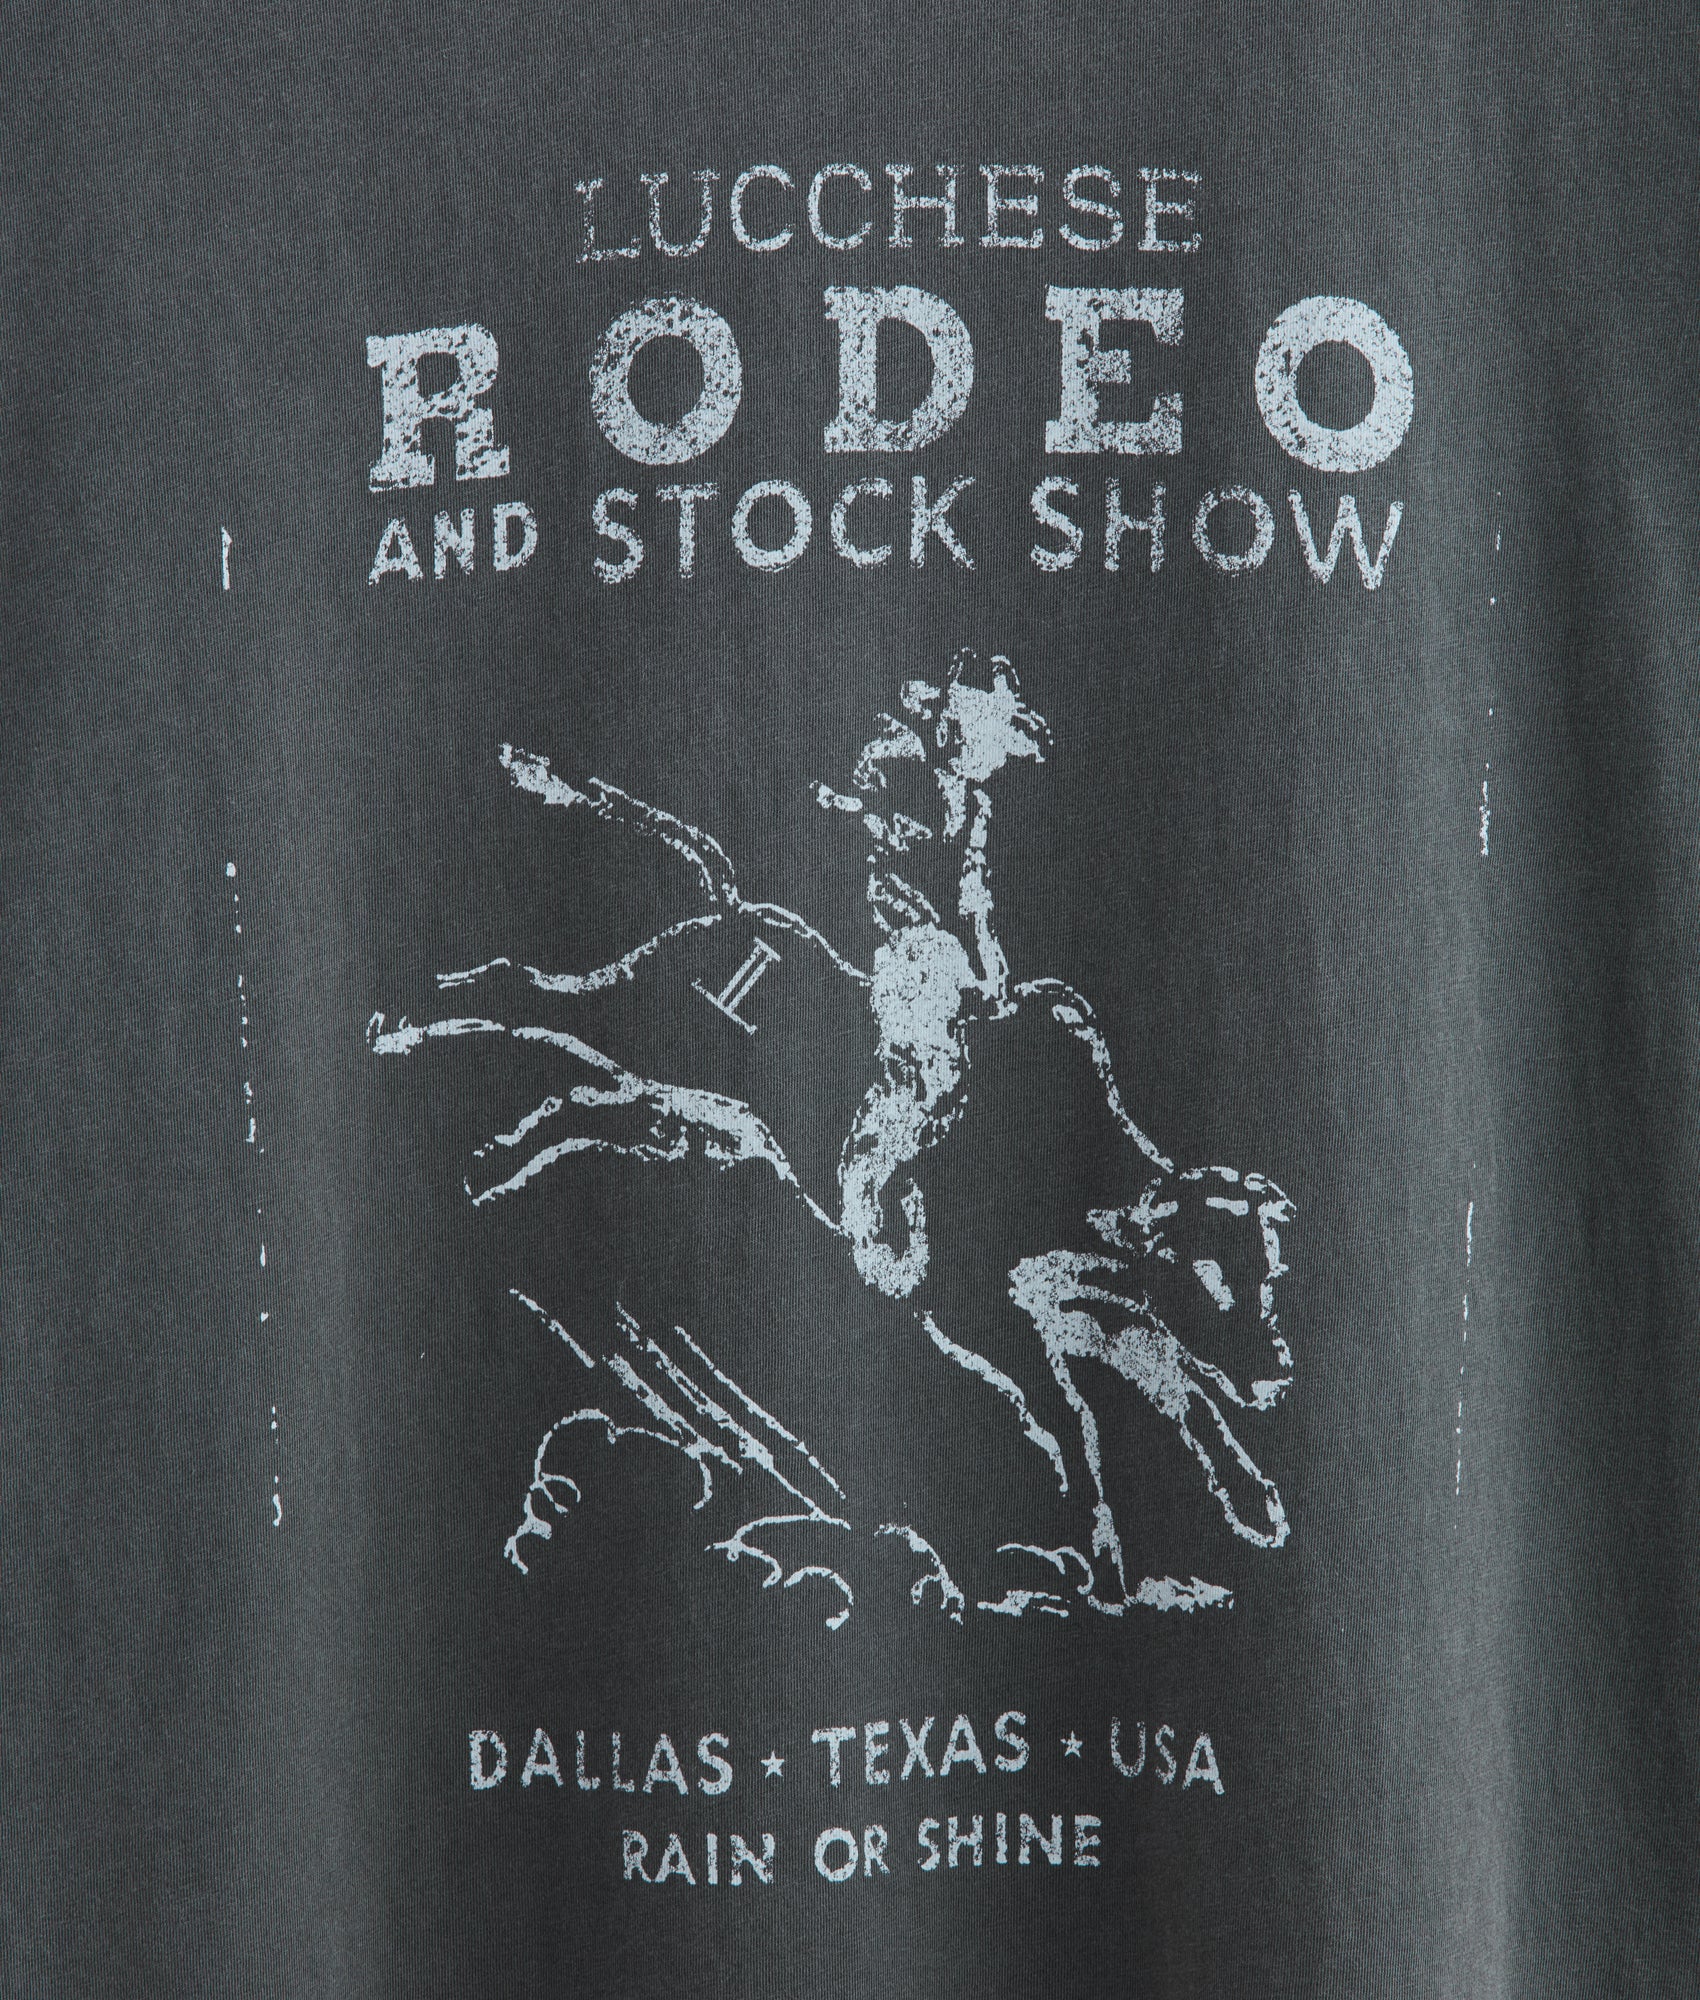 LUCCHESE
RODEO
AND STOCK SHOW
L
DALLAS ★ TEXAS ★ USA
RAIN OR SHINE